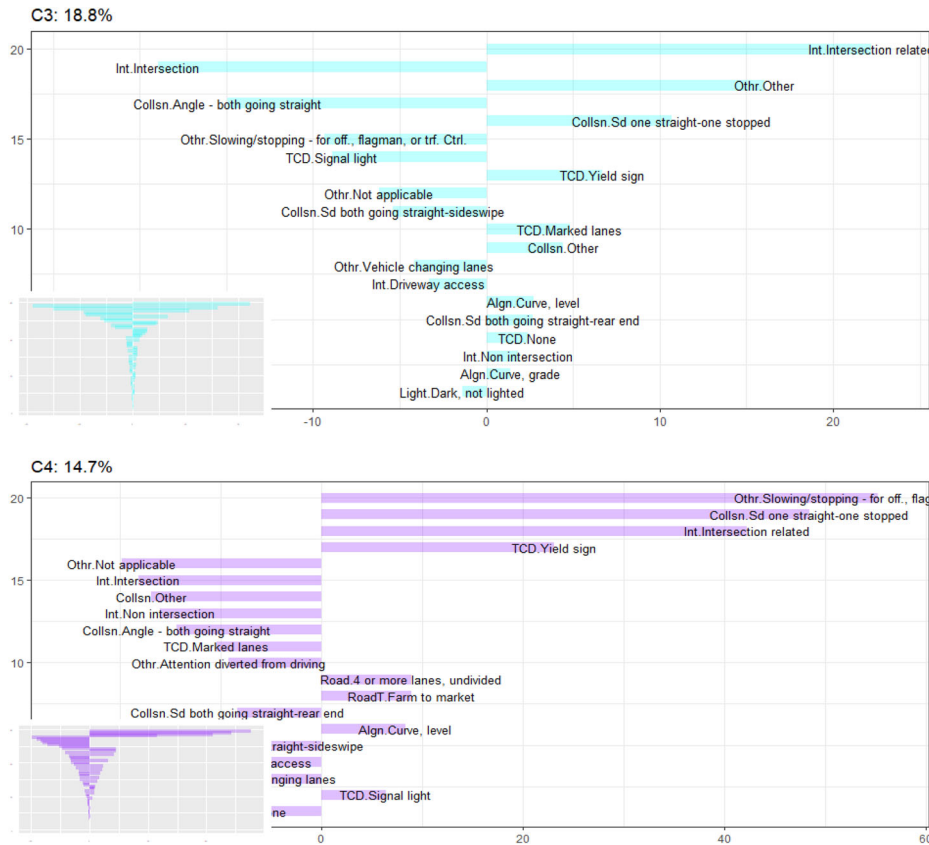 C3: 18.8%
20
Int.Intersection relate
Int.Intersection
Othr.Other
Collsn.Angle - both going straight
Collsn.Sd one straight-one stopped
15
Othr.Slowing/stopping - for off., flagman, or trf. Ctrl.
TCD.Signal light
TCD.Yield sign
Othr.Not applicable
Collsn.Sd both going straight-sideswipe
10
TCD.Marked lanes
Collsn.Other
Othr.Vehicle changing lanes
Int.Driveway access
Algn.Curve, level
Collsn.Sd both going straight-rear end
TCD.None
Int.Non intersection
Algn.Curve, grade
Light.Dark, not lighted
-10 0 10 20
C4: 14.7%
20
Othr.Slowing/stopping - for off., flag
Collsn.Sd one straight-one stopped
Int.Intersection related
TCD.Yield sign
Othr.Not applicable
15
Int.Intersection
Collsn.Other
Int.Non intersection
Collsn.Angle - both going straight
TCD.Marked lanes
10
Othr.Attention diverted from driving
Road.4 or more lanes, undivided
RoadT.Farm to market
Collsn.Sd both going straight-rear end
Algn.Curve, level
raight-sideswipe
access
nging lanes
TCD.Signal light
ne
0 20 40 60